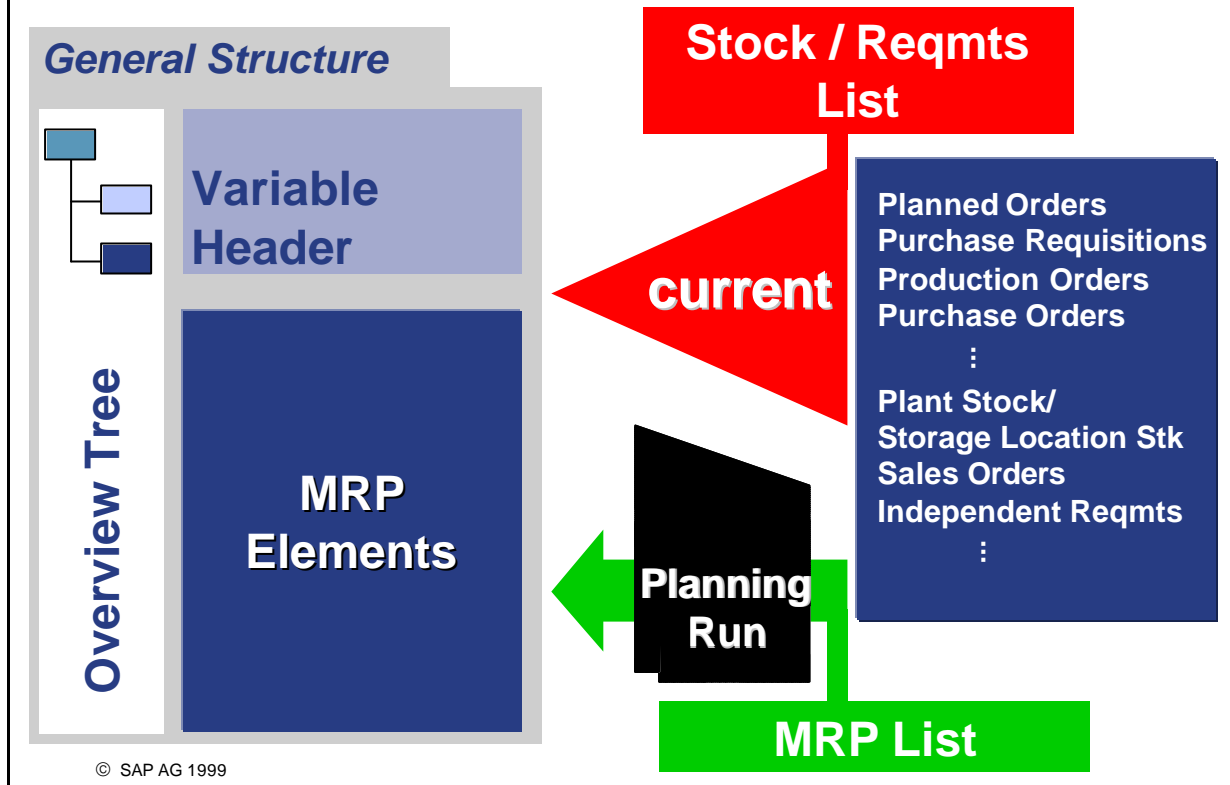 General Structure
Variable
Header
Overview Tree
MRP
Elements
Stock / Reqmts
List
current
Planned Orders
Purchase Requisitions
Production Orders
Purchase Orders
...
Plant Stock/
Storage Location Stk
Sales Orders
Independent Reqmts
...
Planning
Run
MRP List
© SAP AG 1999